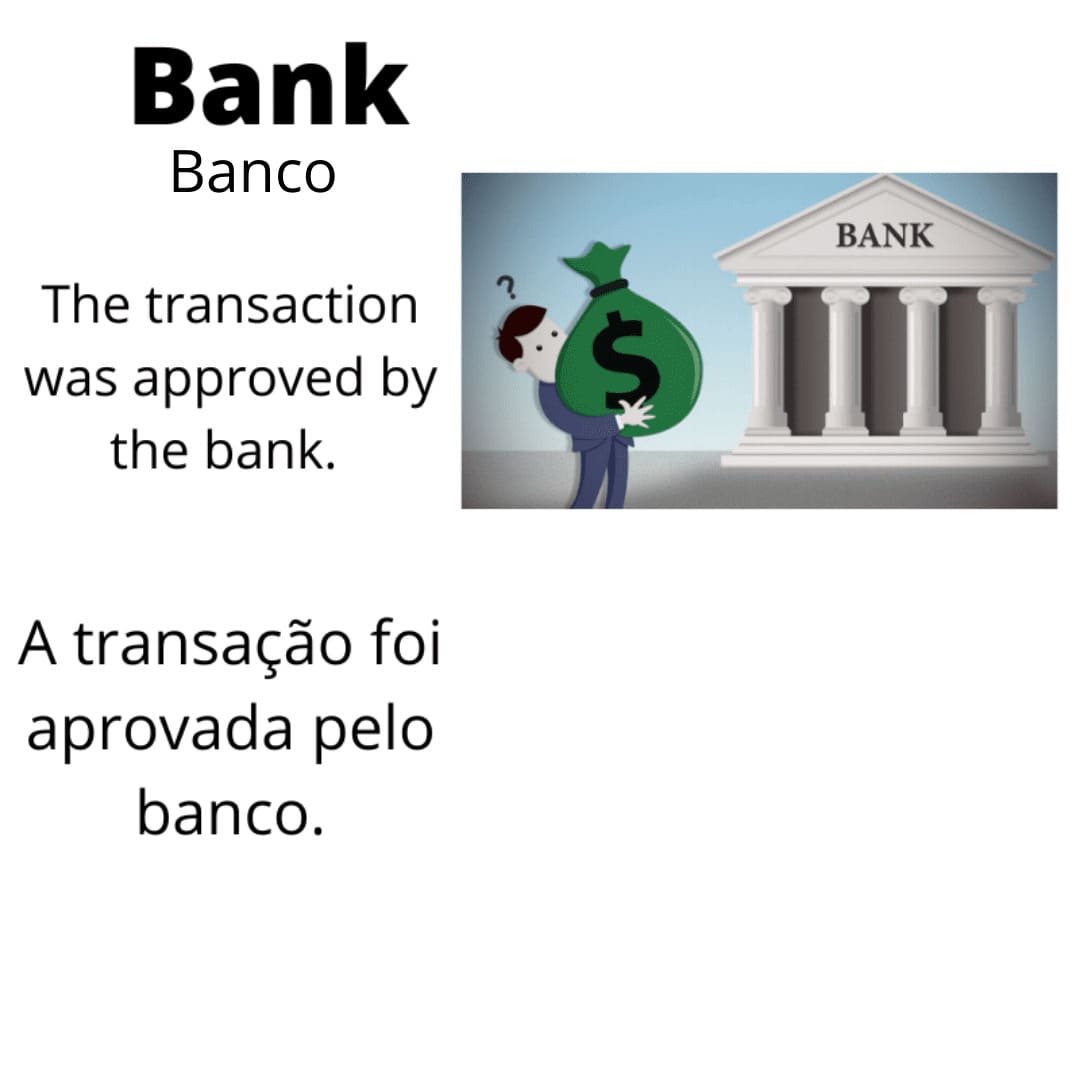 Bank
Banco
The transaction
was approved by
the bank.
?
$
BANK
A transação foi
aprovada pelo
banco.